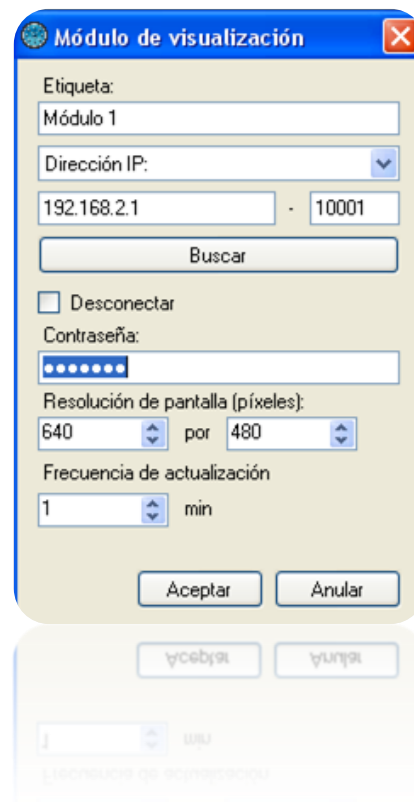 Módulo de visualización
Etiqueta:
Módulo 1
Dirección IP:
192.168.2.1 - 10001
Buscar
Desconectar
Contraseña:
●●●●●●●
Resolución de pantalla (píxeles):
640 por 480
Frecuencia de actualización
1 min
Aceptar Anular